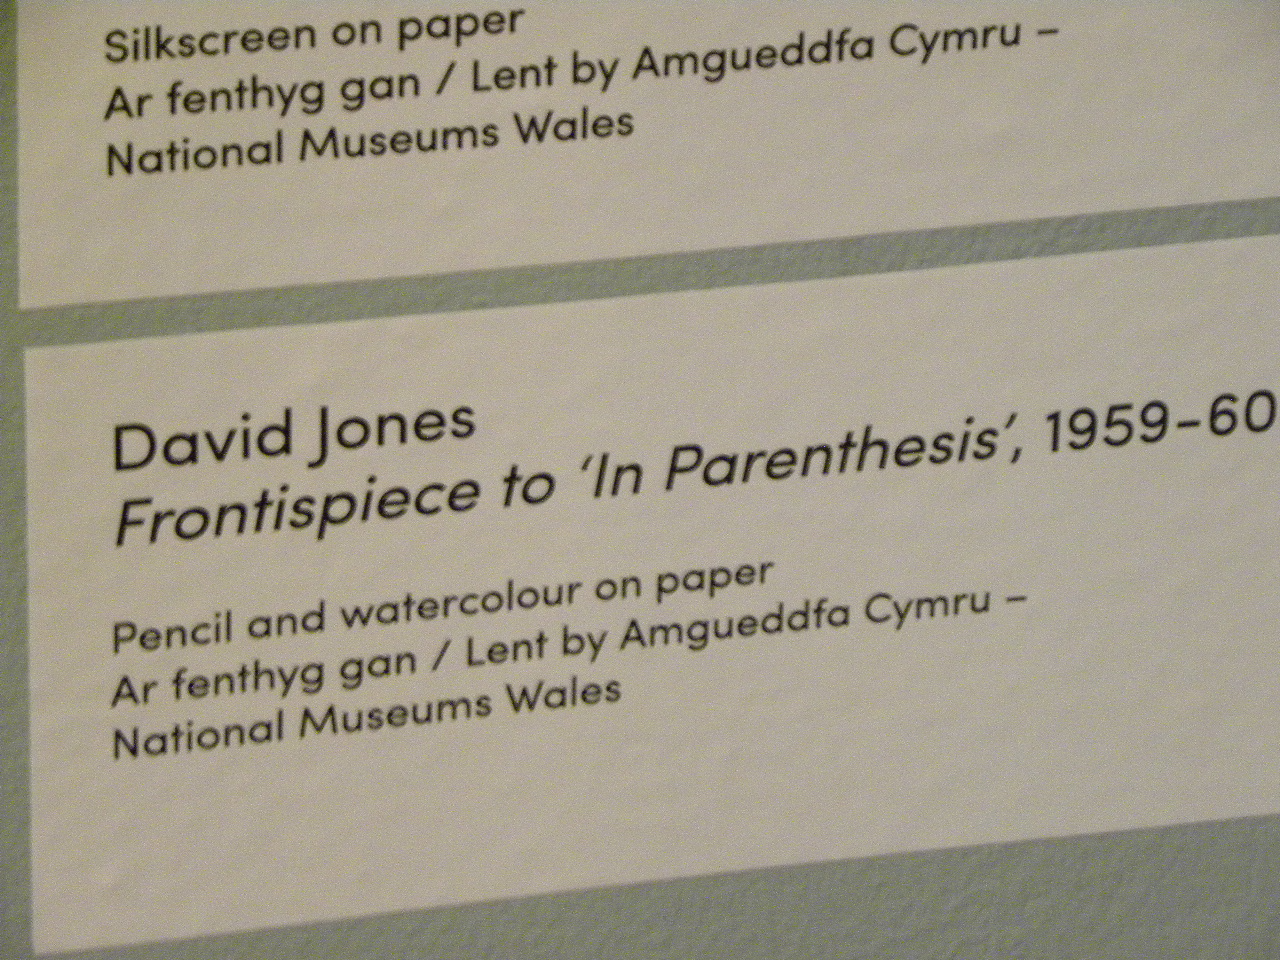 Silkscreen on paper
Ar fenthyg gan / Lent by Amgueddfa Cymru –
National Museums Wales
David Jones
Frontispiece to ‘In Parenthesis’, 1959–60
Pencil and watercolour on paper
Ar fenthyg gan / Lent by Amgueddfa Cymru –
National Museums Wales